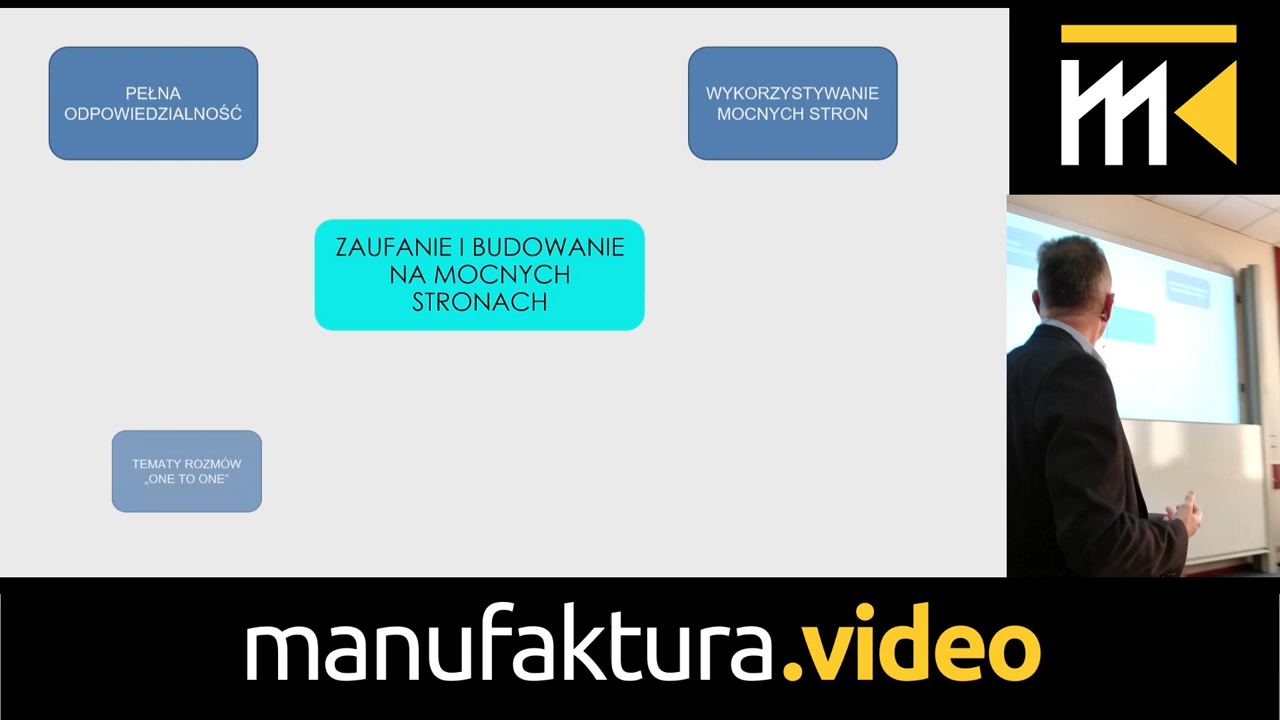 PEŁNA
ODPOWIEDZIALNOŚĆ
WYKORZYSTYWANIE
MOCNYCH STRON
ZAUFANIE I BUDOWANIE
NA MOCNYCH
STRONACH
TEMATY ROZMÓW
„ONE TO ONE”
manufaktura.video